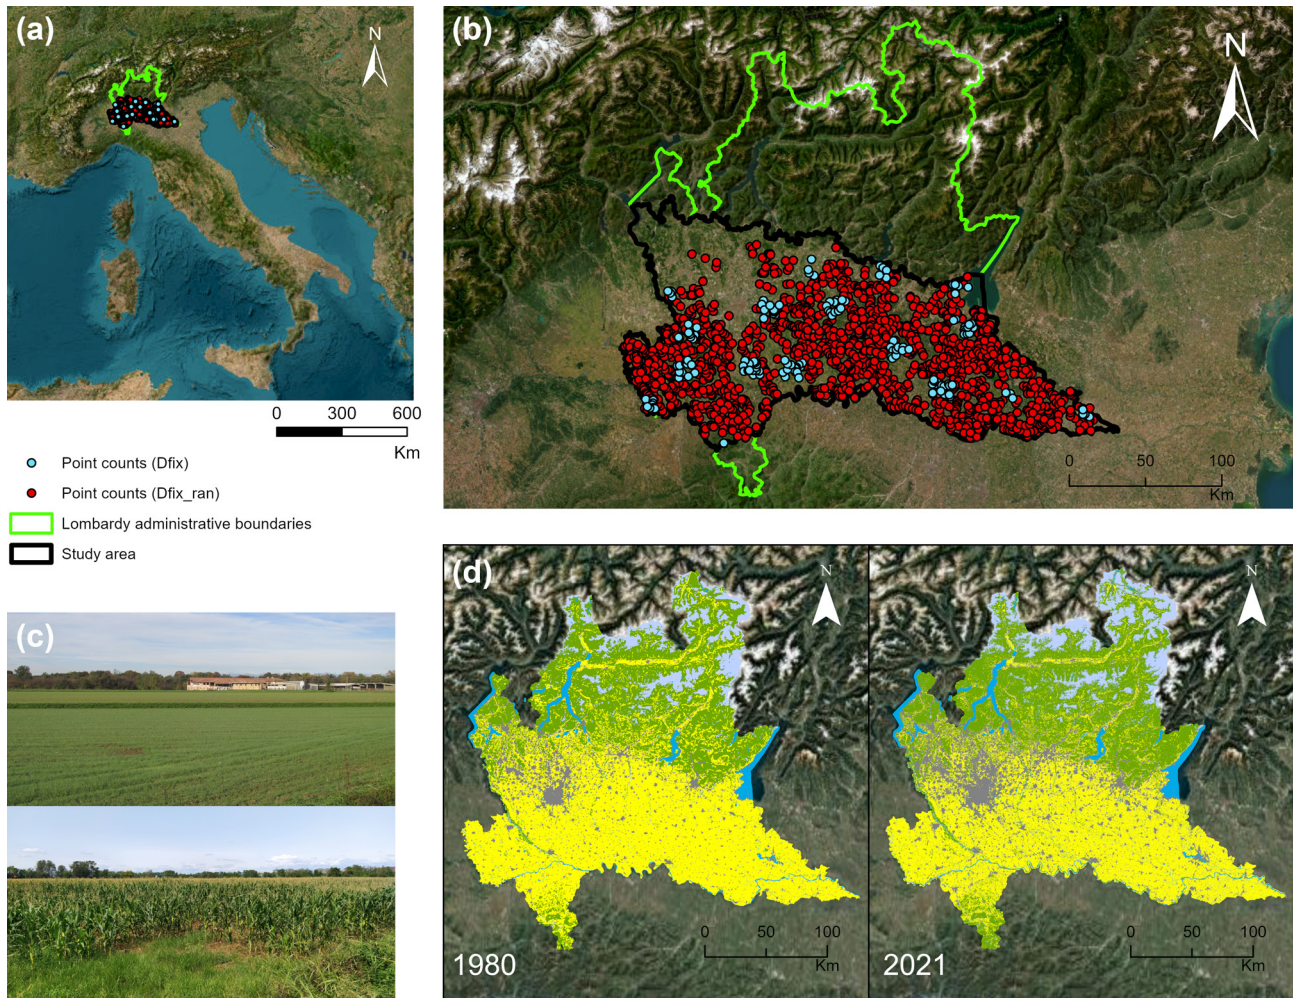 (a)
N
0 300 600
Km
Point counts (Dfix)
Point counts (Dfix_ran)
Lombardy administrative boundaries
Study area
(b)
N
0 50 100
Km
(c)
(d)
N
0 50 100
Km
1980
N
0 50 100
Km
2021